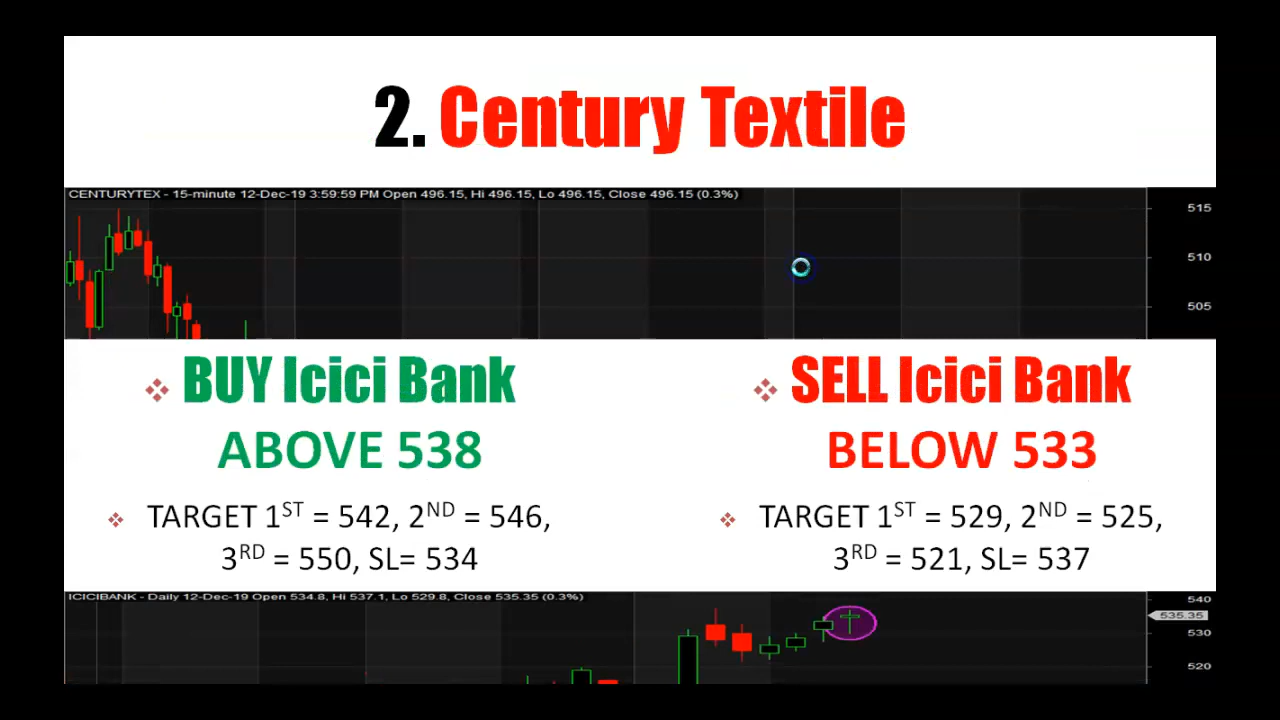 2. Century Textile
CENTURYTEX - 15-minute 12-Dec-19 3:59:59 PM Open 496.15, Hi 496.15, Lo 496.15, Close 496.15 (0.3%)
515
510
505
❖ BUY Icici Bank
ABOVE 538
❖ TARGET 1ST = 542, 2ND = 546,
3RD = 550, SL= 534
❖ SELL Icici Bank
BELOW 533
❖ TARGET 1ST = 529, 2ND = 525,
3RD = 521, SL= 537
ICICIBANK - Daily 12-Dec-19 Open 534.8, Hi 537.1, Lo 529.8, Close 535.35 (0.3%)
540
535.35
530
520